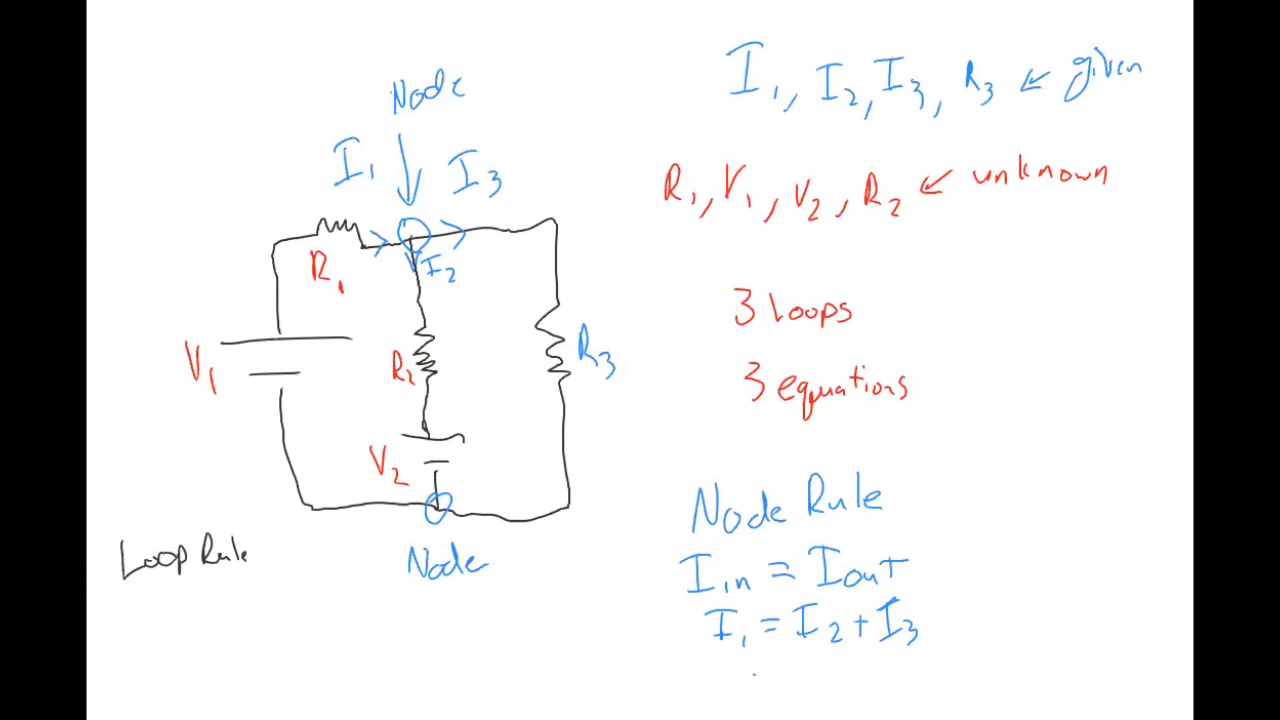 Node
I1 I3
I2
R1
V1
R2
R3
V2
Node
Loop Rule
I1, I2, I3, R3 ← given
R1, V1, V2, R2 ← unknown
3 Loops
3 equations
Node Rule
Iin = Iout
I1 = I2 + I3